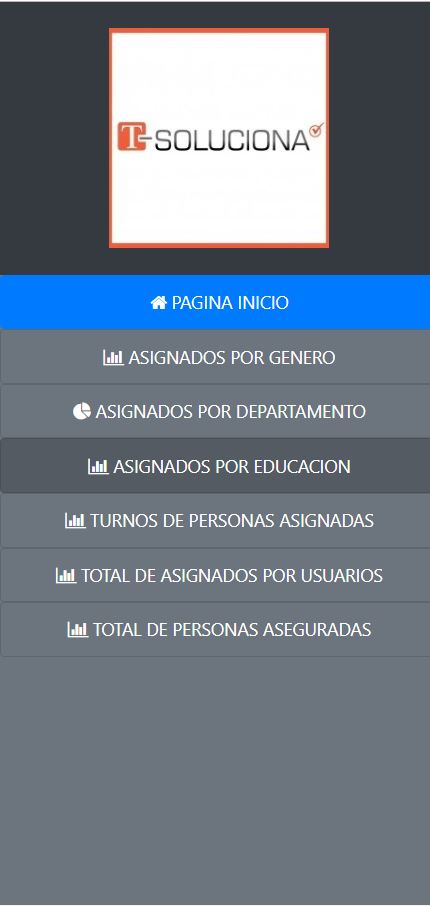 T-SOLUCIONA
PAGINA INICIO
ASIGNADOS POR GENERO
ASIGNADOS POR DEPARTAMENTO
ASIGNADOS POR EDUCACION
TURNOS DE PERSONAS ASIGNADAS
TOTAL DE ASIGNADOS POR USUARIOS
TOTAL DE PERSONAS ASEGURADAS